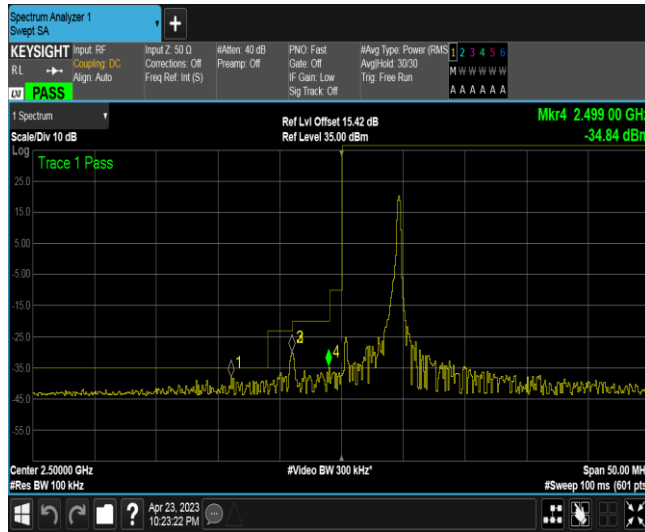 Spectrum Analyzer 1
Swept SA
+
KEYSIGHT
RL
LXI PASS
Input: RF
Coupling: DC
Align: Auto
Input Z: 50 Ω
Corrections: Off
Freq Ref: Int (S)
#Atten: 40 dB
Preamp: Off
PNO: Fast
Gate: Off
IF Gain: Low
Sig Track: Off
#Avg Type: Power (RMS
Avg|Hold: 30/30
Trig: Free Run
1 2 3 4 5 6
M W W W W W
A A A A A A
1 Spectrum
Scale/Div 10 dB
Ref Lvl Offset 15.42 dB
Ref Level 35.00 dBm
Mkr4 2.499 00 GHz
-34.84 dBm
Log
Trace 1 Pass
25.0
15.0
5.00
-5.00
-15.0
-25.0
-35.0
-45.0
-55.0
1
4
Center 2.50000 GHz
#Res BW 100 kHz
#Video BW 300 kHz*
Span 50.00 MH
#Sweep 100 ms (601 pts
?
Apr 23, 2023
10:23:22 PM